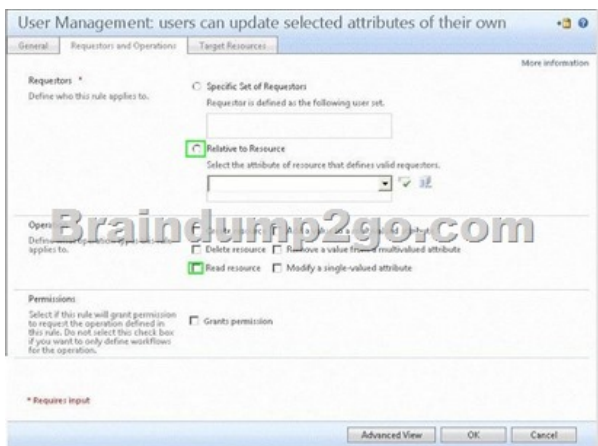 User Management: users can update selected attributes of their own
General
Requestors and Operations
Target Resources
More information
Requestors *
Define who this rule applies to.
Specific Set of Requestors
Requestor is defined as the following user set.
Relative to Resource
Select the attribute of resource that defines valid requestors.
Braindump2go.com
applies to.
Delete resource
Remove a value from a multivalued attribute
Read resource
Modify a single-valued attribute
Permissions
Select if this rule will grant permission
to request the operation defined in
this rule. Do not select this check box
if you want to only define workflows
for the operation.
Grants permission
* Requires input
Advanced View
OK
Cancel